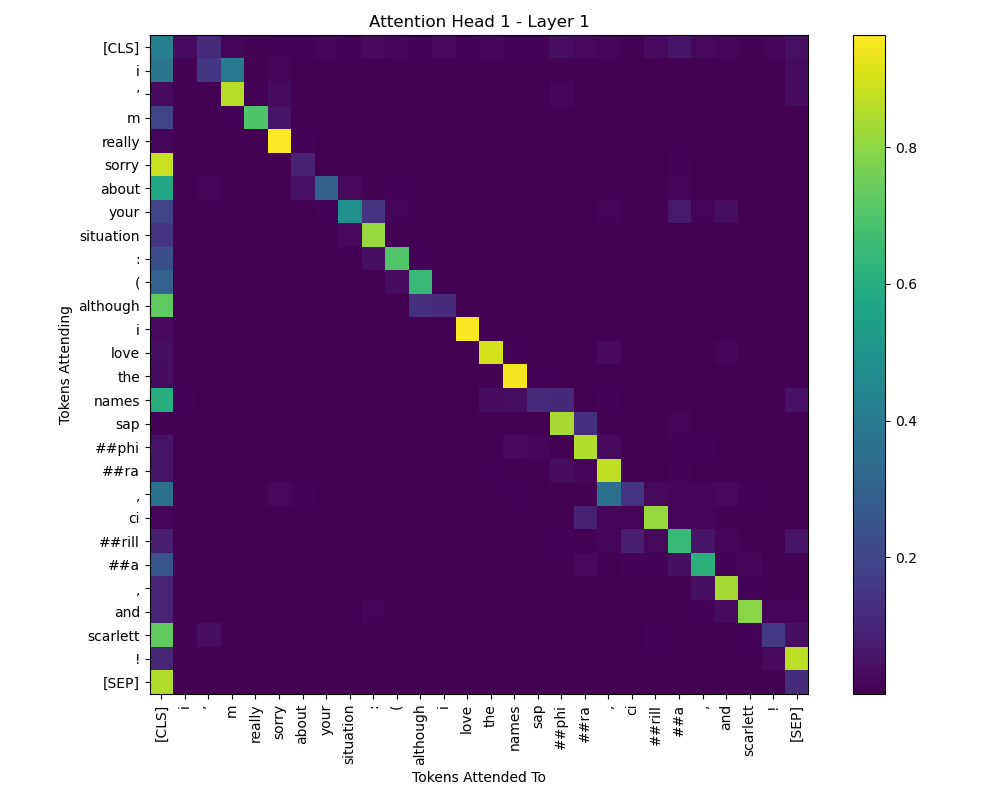 Attention Head 1 - Layer 1
Tokens Attending
[CLS]
i
’
m
really
sorry
about
your
situation
:
(
although
i
love
the
names
sap
##phi
##ra
,
ci
##rill
##a
,
and
scarlett
!
[SEP]
[CLS]
i
’
m
really
sorry
about
your
situation
:
(
although
i
love
the
names
sap
##phi
##ra
,
ci
##rill
##a
,
and
scarlett
!
[SEP]
Tokens Attended To
0.8
0.6
0.4
0.2